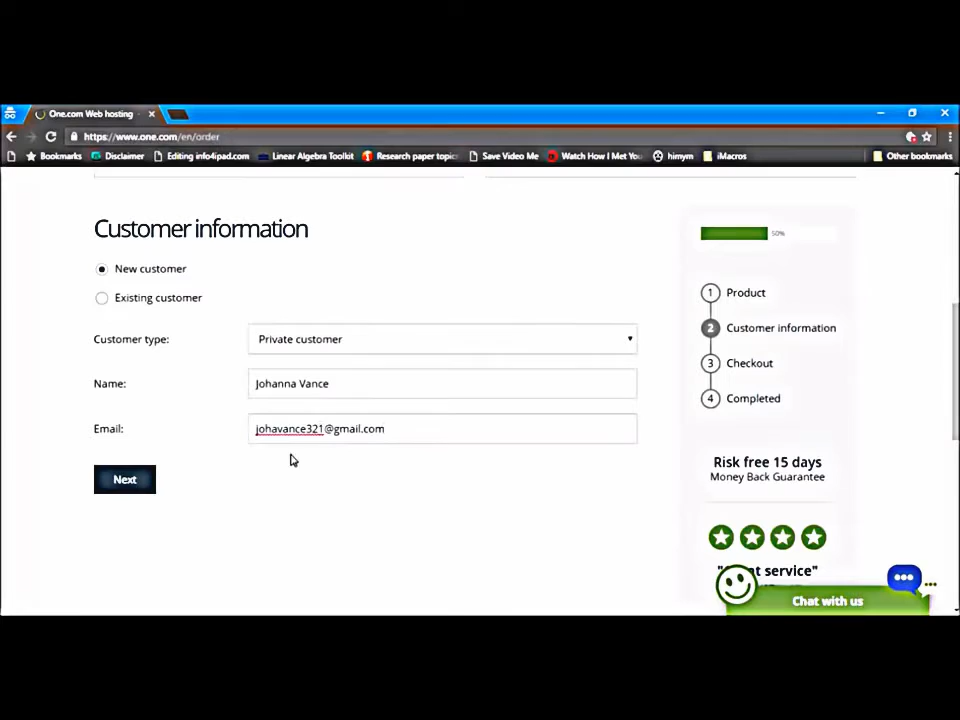 One.com Web hosting
https://www.one.com/en/order
Bookmarks Disclaimer Editing info4ipad.com Linear Algebra Toolkit Research paper topic Save Video Me Watch How I Met You himym iMacros Other bookmarks
Customer information
New customer
Existing customer
Customer type: Private customer
Name: Johanna Vance
Email: johavance321@gmail.com
Next
50%
1 Product
2 Customer information
3 Checkout
4 Completed
Risk free 15 days
Money Back Guarantee
service"
Chat with us